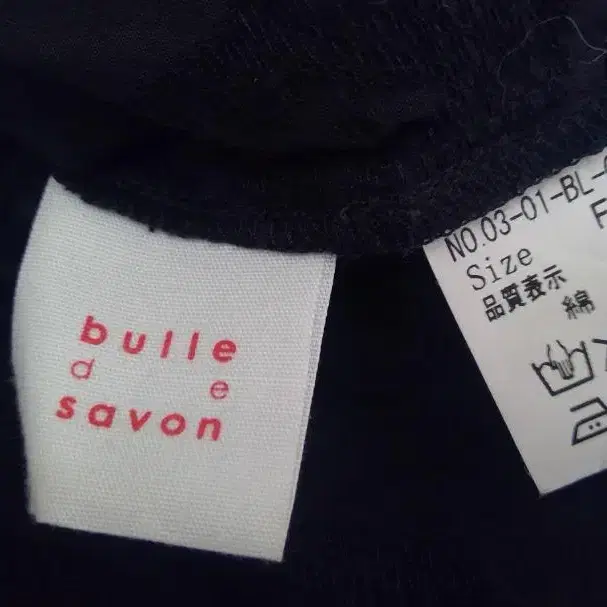 bulle
d e
savon
NO.03-01-BL-
Size F
品質表示
綿